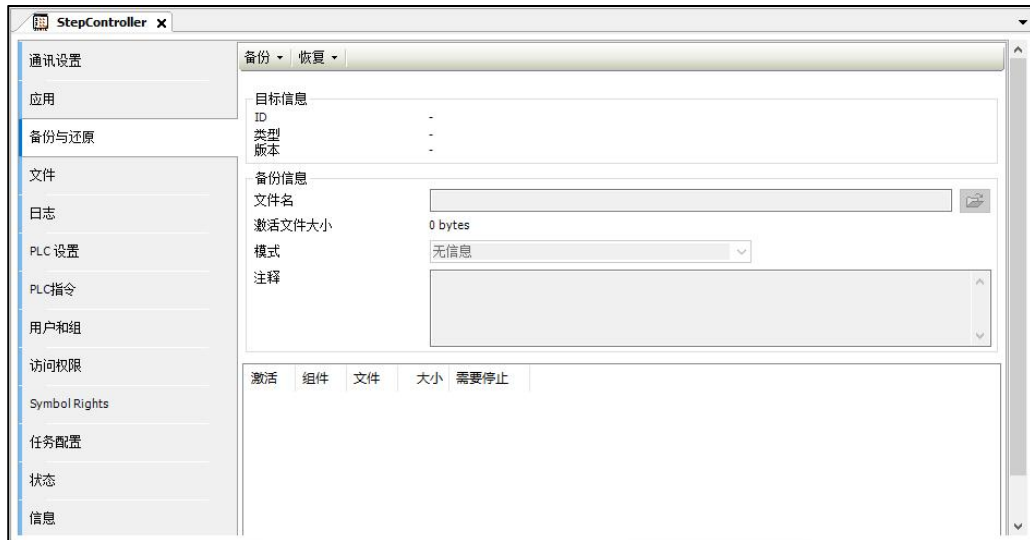 StepController x
通讯设置
应用
备份与还原
文件
日志
PLC 设置
PLC指令
用户和组
访问权限
Symbol Rights
任务配置
状态
信息
备份 恢复
目标信息
ID -
类型 -
版本 -
备份信息
文件名
激活文件大小 0 bytes
模式 无信息
注释
激活 组件 文件 大小 需要停止